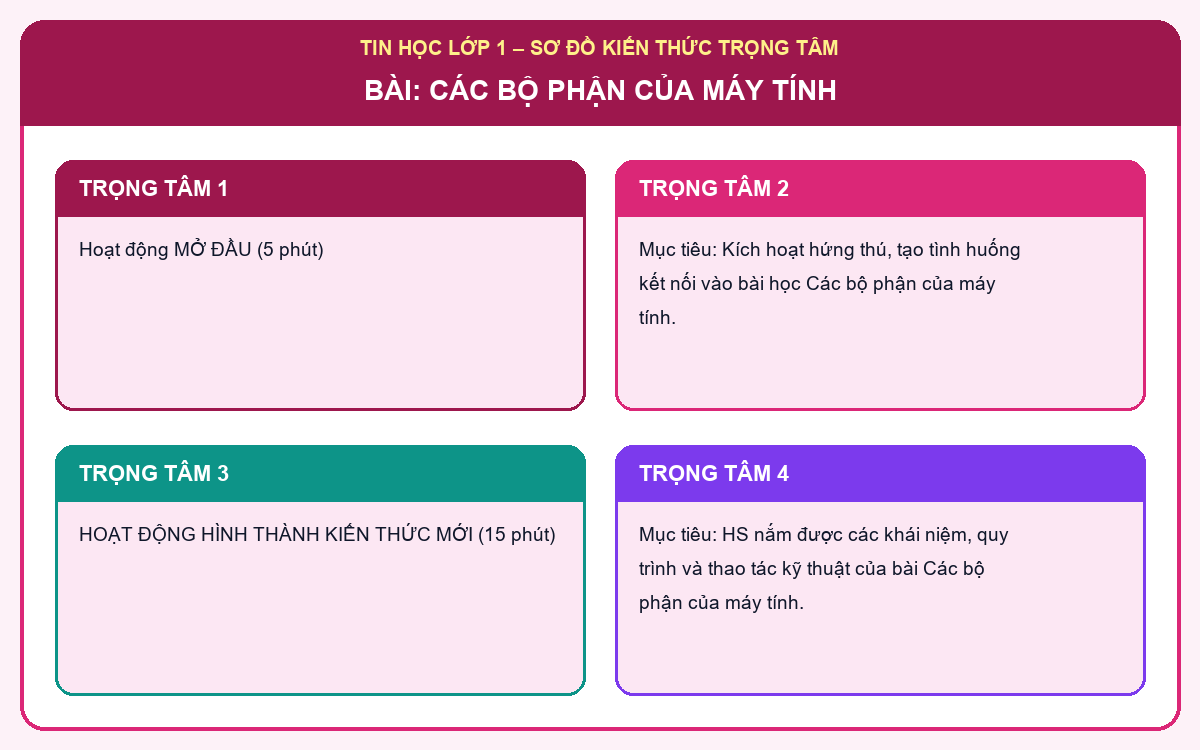 TIN HỌC LỚP 1 – SƠ ĐỒ KIẾN THỨC TRỌNG TÂM
BÀI: CÁC BỘ PHẬN CỦA MÁY TÍNH
TRỌNG TÂM 1
Hoạt động MỞ ĐẦU (5 phút)
TRỌNG TÂM 2
Mục tiêu: Kích hoạt hứng thú, tạo tình huống
kết nối vào bài học Các bộ phận của máy
tính.
TRỌNG TÂM 3
HOẠT ĐỘNG HÌNH THÀNH KIẾN THỨC MỚI (15 phút)
TRỌNG TÂM 4
Mục tiêu: HS nắm được các khái niệm, quy
trình và thao tác kỹ thuật của bài Các bộ
phận của máy tính.